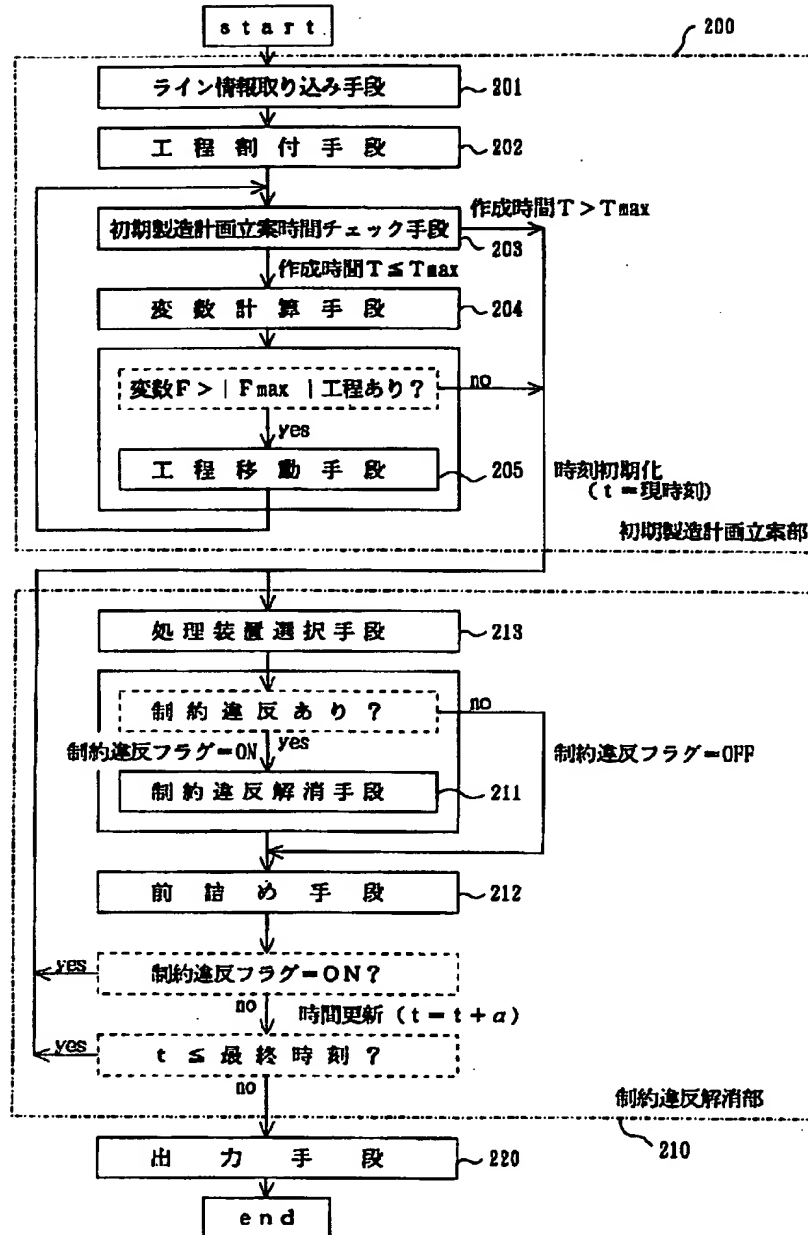 start
200
ライン情報取り込み手段
201
工程割付手段
202
作成時間T＞Tmax
初期製造計画立案時間チェック手段
203
作成時間T≦Tmax
変数計算手段
204
変数F＞｜Fmax｜工程あり？
no
yes
工程移動手段
205
時刻初期化
（t＝現時刻）
初期製造計画立案部
処理装置選択手段
213
制約違反あり？
no
制約違反フラグ＝ON
yes
制約違反フラグ＝OFF
制約違反解消手段
211
前詰め手段
212
yes
制約違反フラグ＝ON？
no
時間更新（t＝t＋α）
yes
t≦最終時刻？
no
制約違反解消部
210
出力手段
220
end